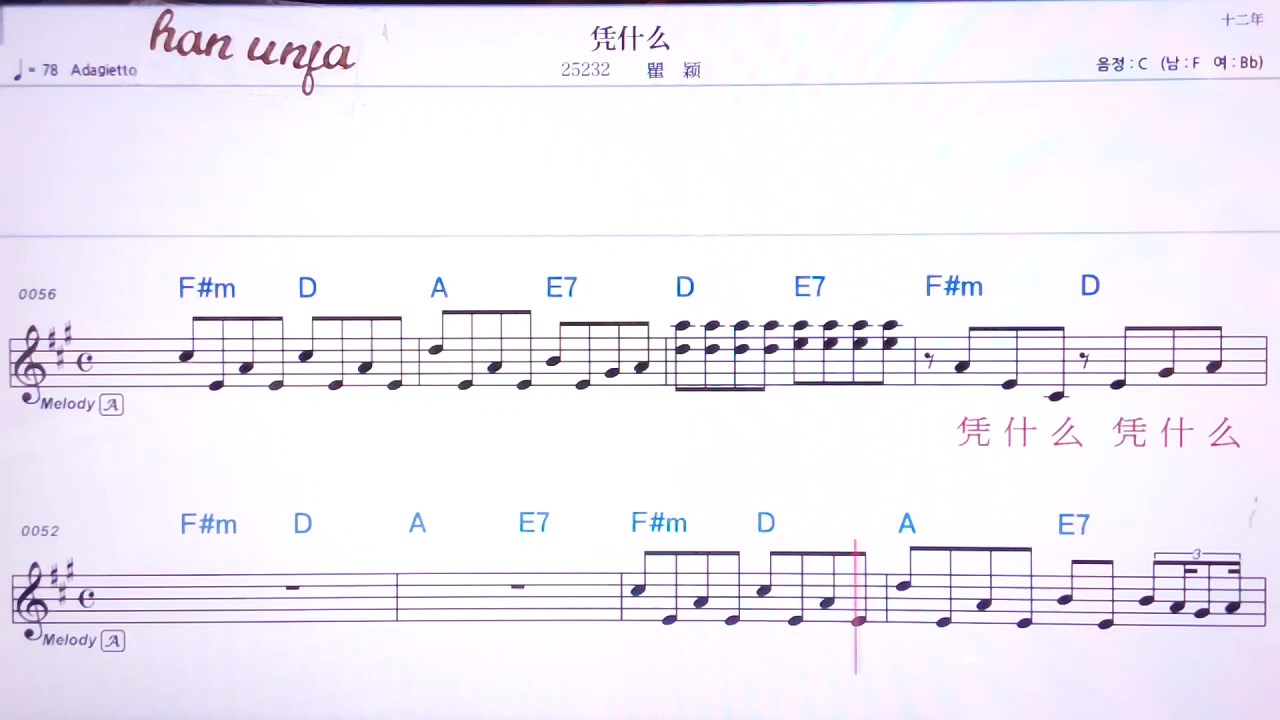 han unfa
凭什么
十二年
♩= 78 Adagietto
25232 瞿 颖
음정 : C (남 : F 여 : Bb)
0056 F#m D A E7 D E7 F#m D
Melody A
凭 什 么 凭 什 么
0052 F#m D A E7 F#m D A E7
3
Melody A